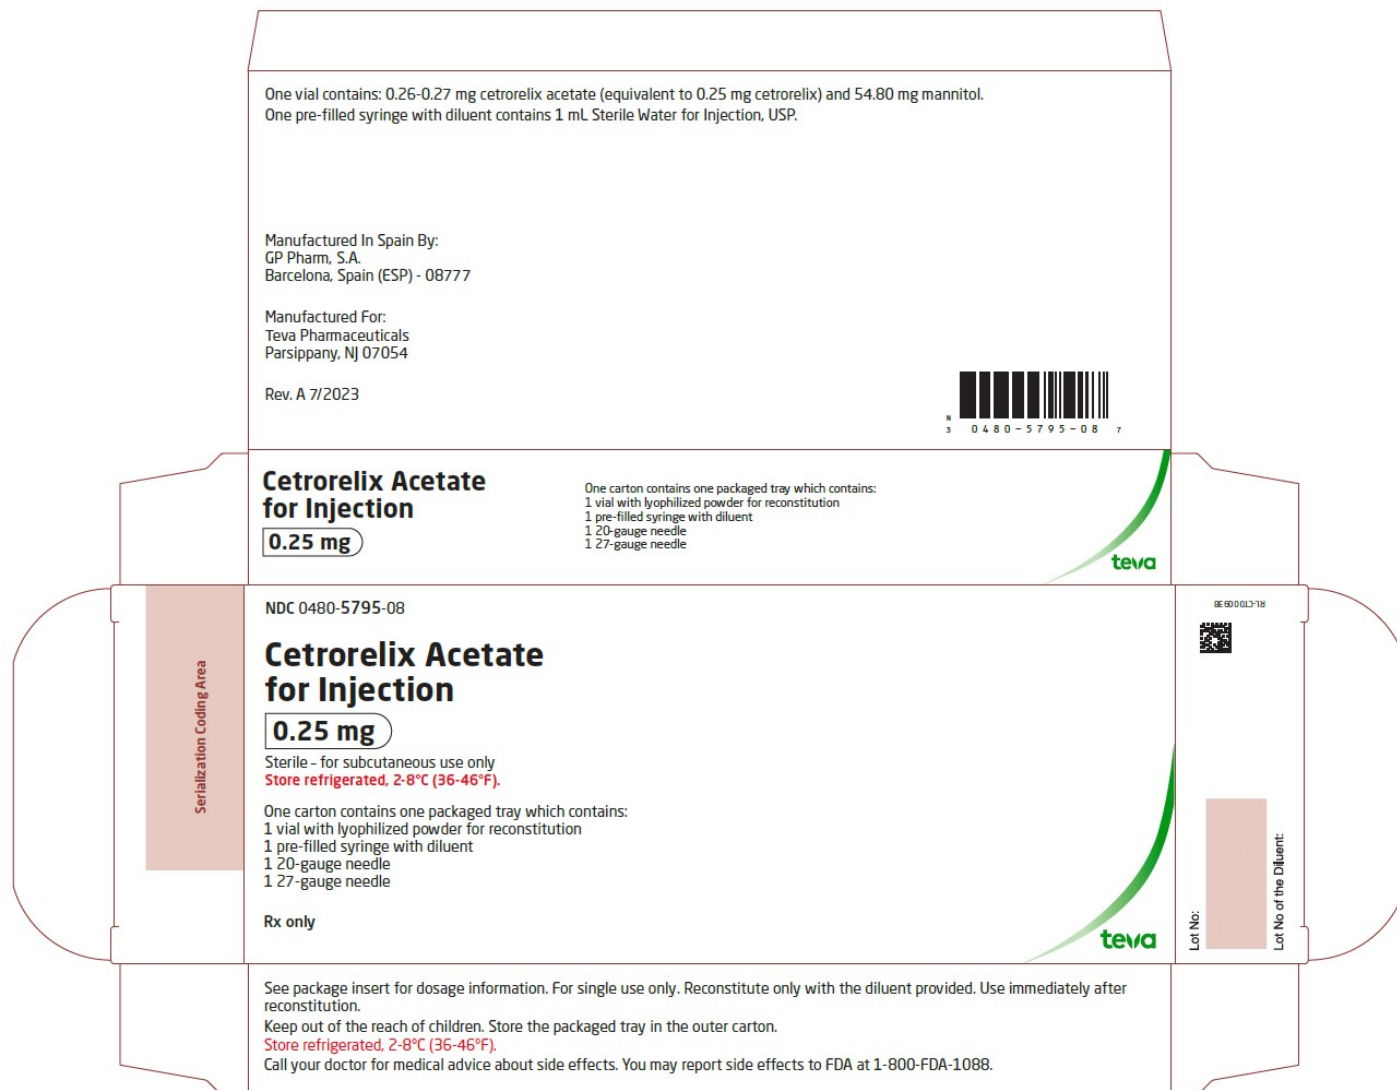 One vial contains: 0.26-0.27 mg cetrorelix acetate (equivalent to 0.25 mg cetrorelix) and 54.80 mg mannitol.
One pre-filled syringe with diluent contains 1 mL Sterile Water for Injection, USP.
Manufactured In Spain By:
GP Pharm, S.A.
Barcelona, Spain (ESP) - 08777
Manufactured For:
Teva Pharmaceuticals
Parsippany, NJ 07054
Rev. A 7/2023
N
3 0480-5795-08 7
Cetrorelix Acetate
for Injection
0.25 mg
One carton contains one packaged tray which contains:
1 vial with lyophilized powder for reconstitution
1 pre-filled syringe with diluent
1 20-gauge needle
1 27-gauge needle
teva
Serialization Coding Area
NDC 0480-5795-08
Cetrorelix Acetate
for Injection
0.25 mg
Sterile – for subcutaneous use only
Store refrigerated, 2-8°C (36-46°F).
One carton contains one packaged tray which contains:
1 vial with lyophilized powder for reconstitution
1 pre-filled syringe with diluent
1 20-gauge needle
1 27-gauge needle
Rx only
teva
RL-CT000938
Lot No:
Lot No of the Diluent:
See package insert for dosage information. For single use only. Reconstitute only with the diluent provided. Use immediately after
reconstitution.
Keep out of the reach of children. Store the packaged tray in the outer carton.
Store refrigerated, 2-8°C (36-46°F).
Call your doctor for medical advice about side effects. You may report side effects to FDA at 1-800-FDA-1088.